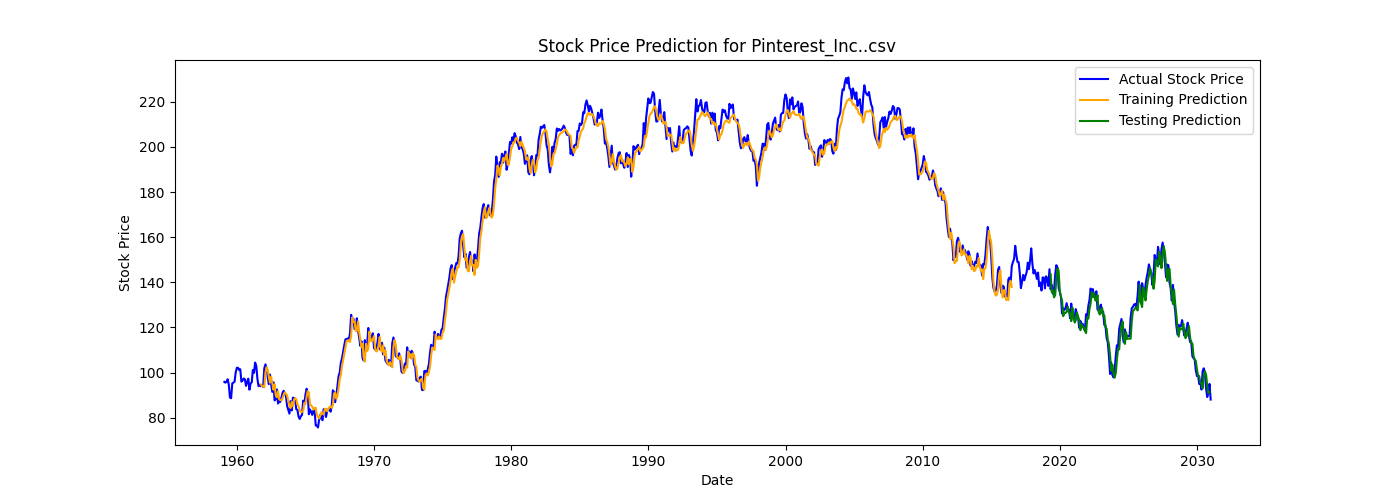 Stock Price Prediction for Pinterest_Inc..csv
Actual Stock Price
Training Prediction
Testing Prediction
Stock Price
220
200
180
160
140
120
100
80
1960
1970
1980
1990
2000
2010
2020
2030
Date